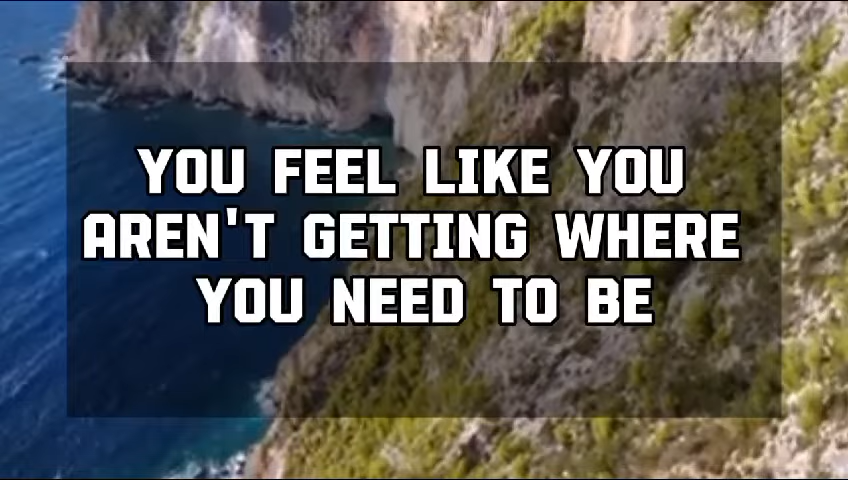 YOU FEEL LIKE YOU
AREN'T GETTING WHERE
YOU NEED TO BE